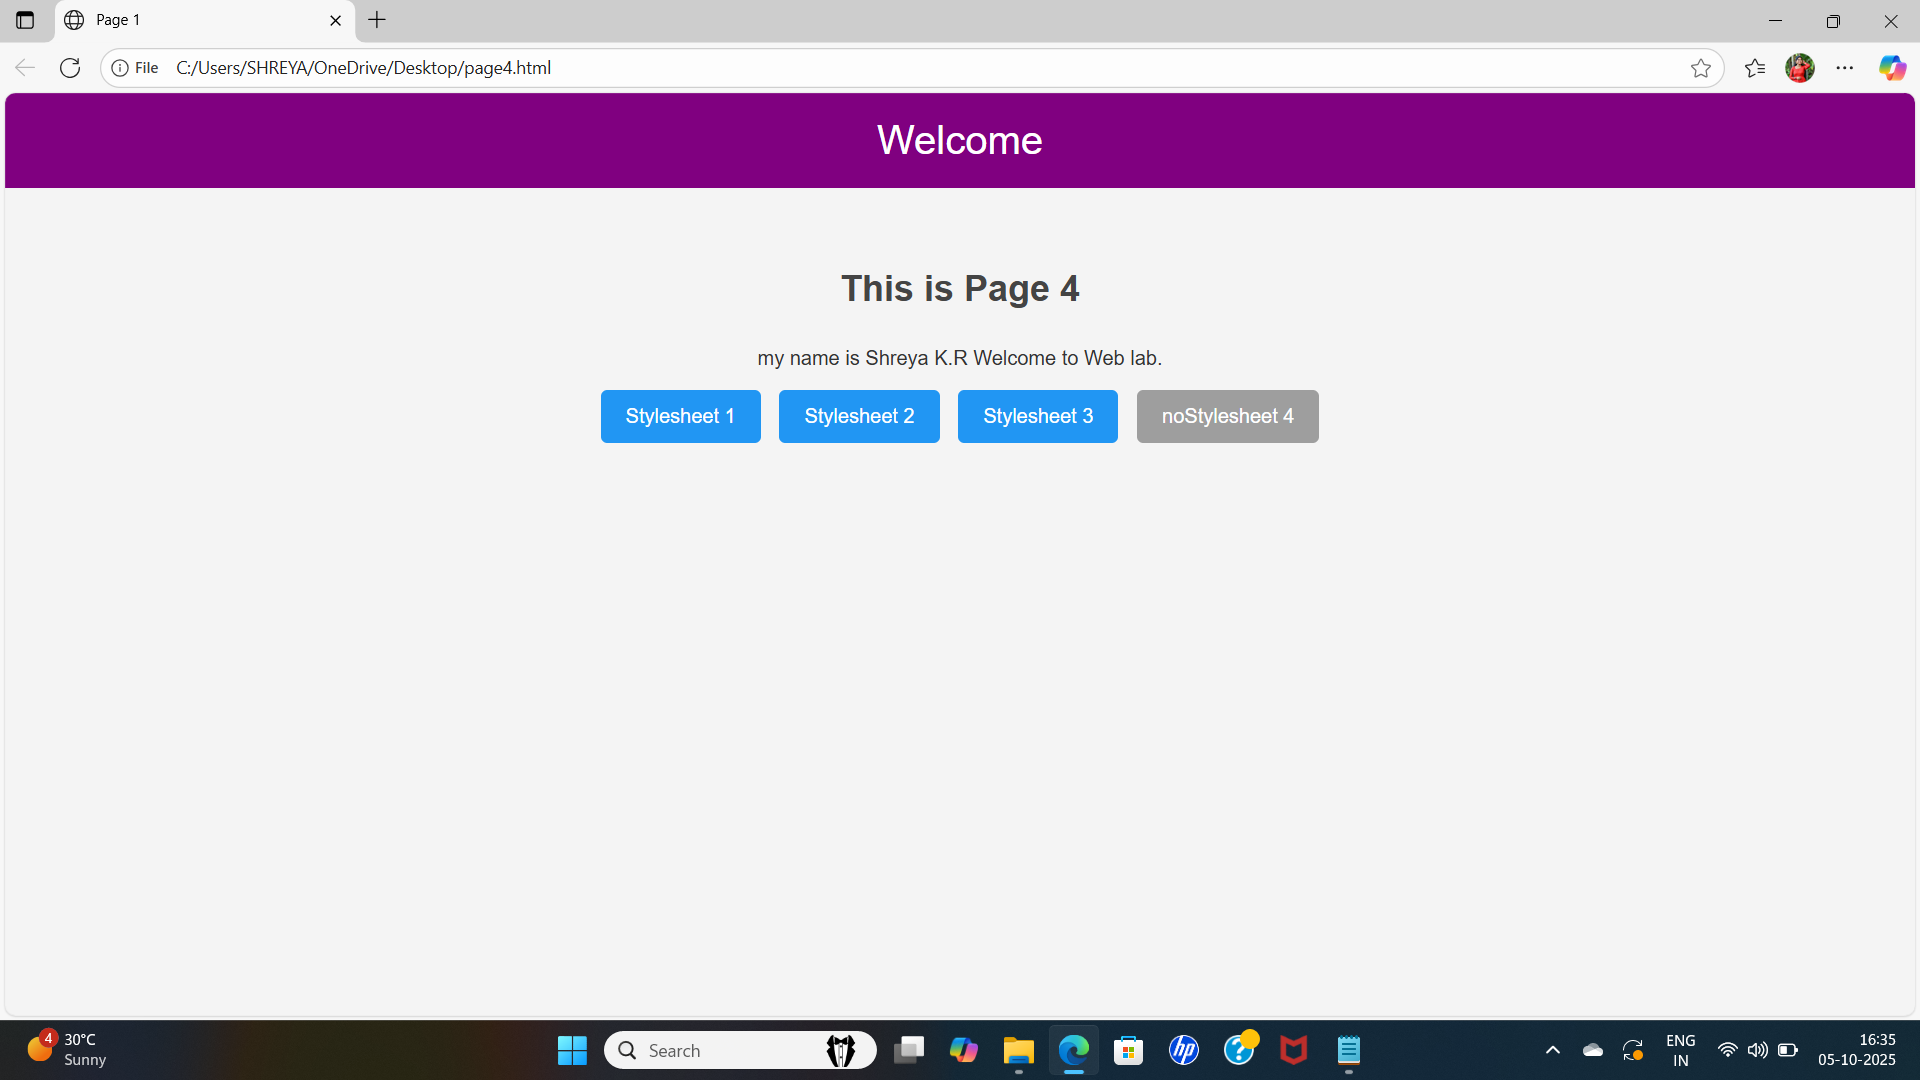 Page 1
File C:/Users/SHREYA/OneDrive/Desktop/page4.html
Welcome
This is Page 4
my name is Shreya K.R Welcome to Web lab.
Stylesheet 1 Stylesheet 2 Stylesheet 3 noStylesheet 4
4
30°C
Sunny
Search
hp
?
ENG
IN
16:35
05-10-2025